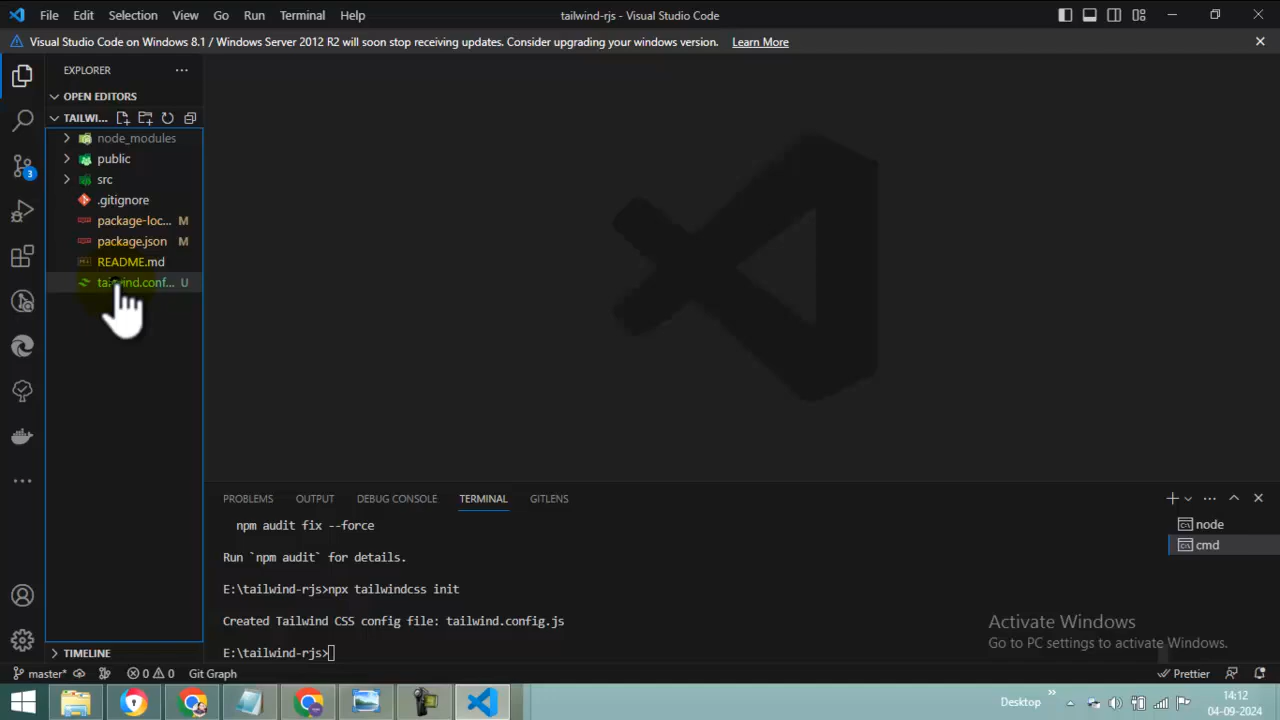 File Edit Selection View Go Run Terminal Help tailwind-rjs - Visual Studio Code
Visual Studio Code on Windows 8.1 / Windows Server 2012 R2 will soon stop receiving updates. Consider upgrading your windows version. Learn More
EXPLORER
OPEN EDITORS
TAILWI...
node_modules
public
src
.gitignore
package-loc... M
package.json M
README.md
tailwind.conf... U
3
PROBLEMS OUTPUT DEBUG CONSOLE TERMINAL GITLENS
npm audit fix --force
Run `npm audit` for details.
E:\tailwind-rjs>npx tailwindcss init
Created Tailwind CSS config file: tailwind.config.js
E:\tailwind-rjs>
node
cmd
Activate Windows
Go to PC settings to activate Windows.
TIMELINE
master* 0 0 Git Graph Prettier
Desktop 14:12
04-09-2024